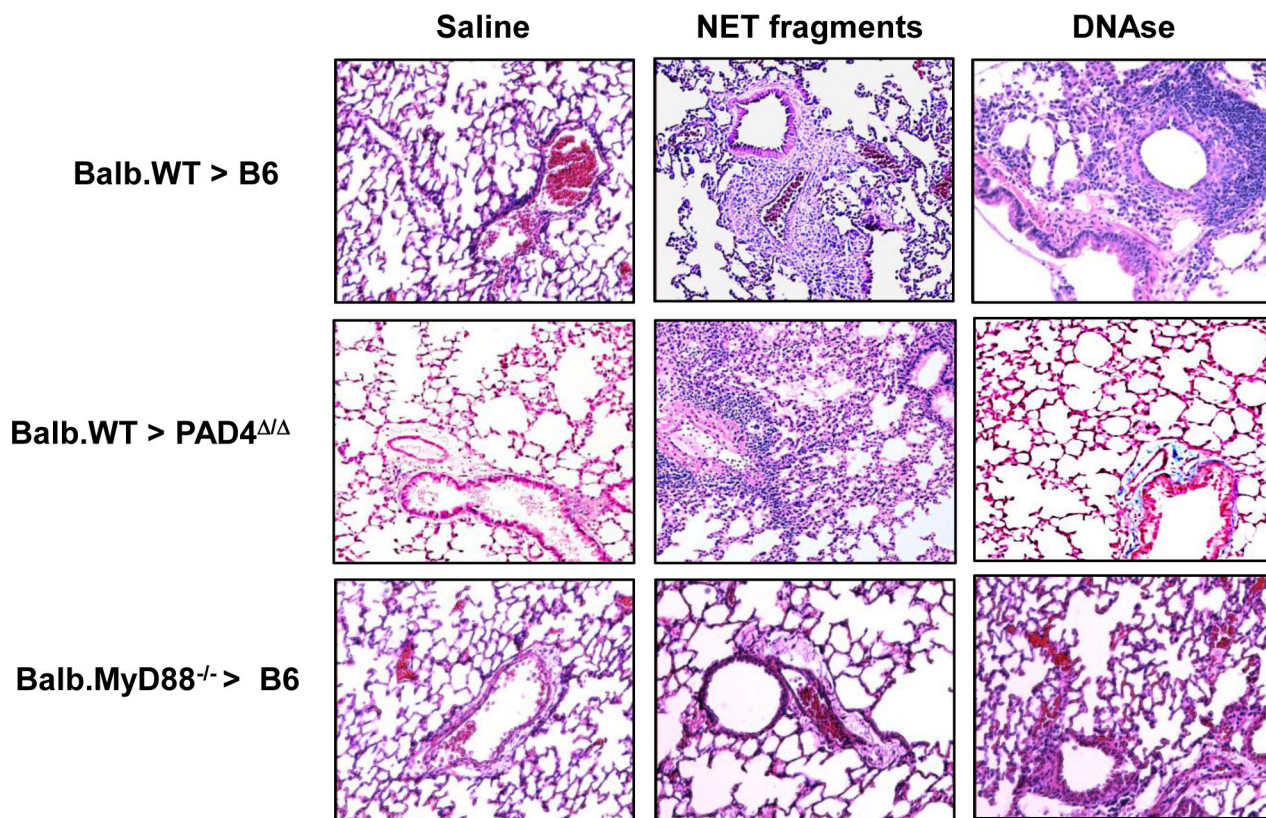 Saline NET fragments DNAse
Balb.WT > B6
Balb.WT > PAD4Δ/Δ
Balb.MyD88-/- > B6